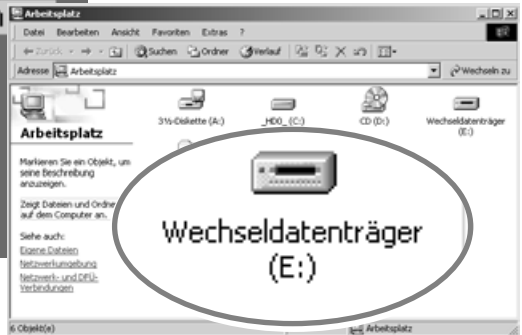 Arbeitsplatz
Datei Bearbeiten Ansicht Favoriten Extras ?
Zurück Suchen Ordner Verlauf
Adresse Arbeitsplatz Wechseln zu
3½-Diskette (A:) _HD0_ (C:) CD (D:) Wechseldatenträger (E:)
Arbeitsplatz
Markieren Sie ein Objekt, um
seine Beschreibung
anzuzeigen.
Zeigt Dateien und Ordne
auf dem Computer an.
Siehe auch:
Eigene Dateien
Netzwerkumgebung
Netzwerk- und DFÜ-
Verbindungen
Wechseldatenträger
(E:)
6 Objekt(e) Arbeitsplatz